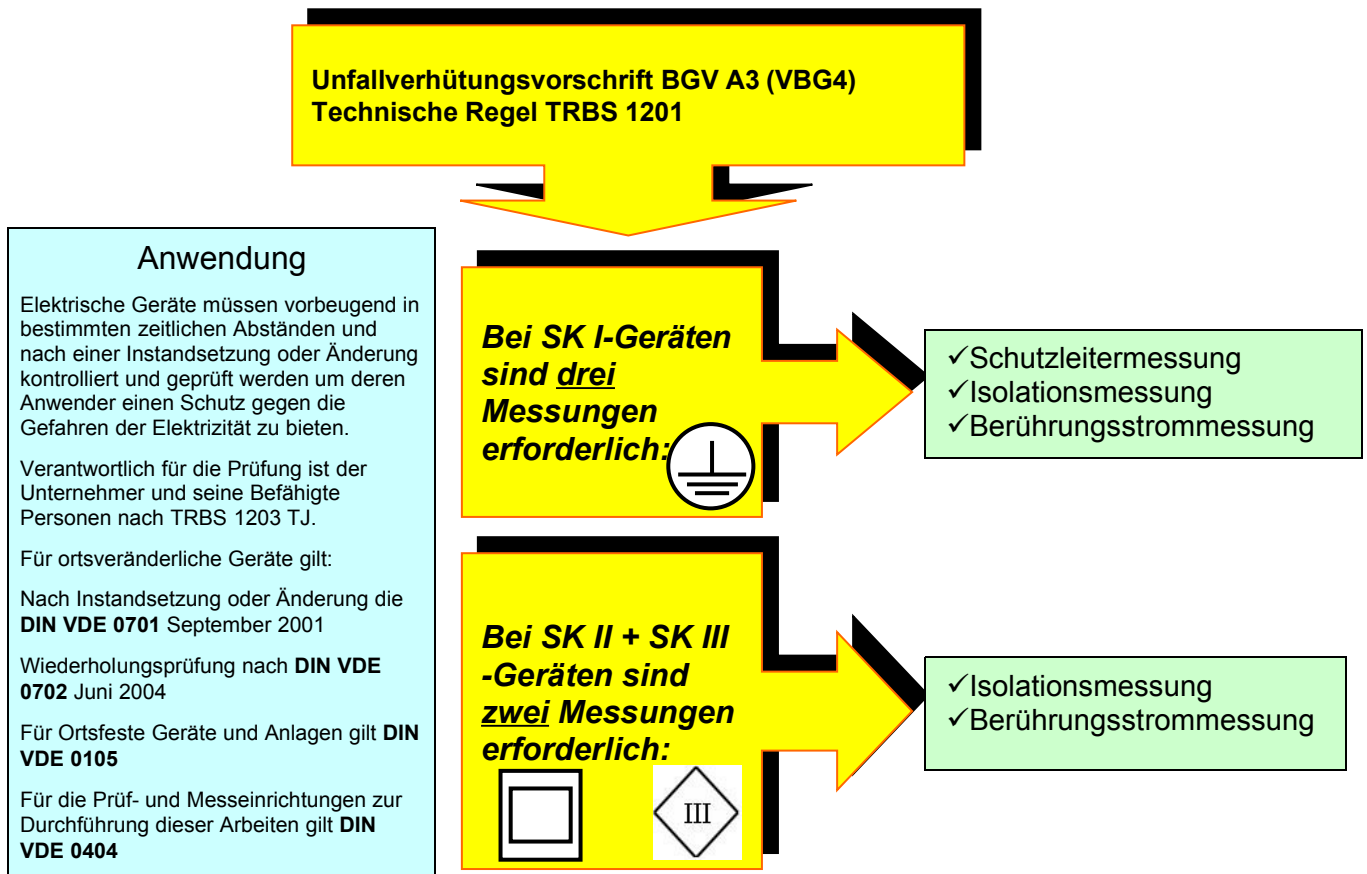 Unfallverhütungsvorschrift BGV A3 (VBG4)
Technische Regel TRBS 1201
Anwendung
Elektrische Geräte müssen vorbeugend in
bestimmten zeitlichen Abständen und
nach einer Instandsetzung oder Änderung
kontrolliert und geprüft werden um deren
Anwender einen Schutz gegen die
Gefahren der Elektrizität zu bieten.
Verantwortlich für die Prüfung ist der
Unternehmer und seine Befähigte
Personen nach TRBS 1203 TJ.
Für ortsveränderliche Geräte gilt:
Nach Instandsetzung oder Änderung die
DIN VDE 0701 September 2001
Wiederholungsprüfung nach DIN VDE
0702 Juni 2004
Für Ortsfeste Geräte und Anlagen gilt DIN
VDE 0105
Für die Prüf- und Messeinrichtungen zur
Durchführung dieser Arbeiten gilt DIN
VDE 0404
Bei SK I-Geräten
sind drei
Messungen
erforderlich:
✓Schutzleitermessung
✓Isolationsmessung
✓Berührungsstrommessung
Bei SK II + SK III
-Geräten sind
zwei Messungen
erforderlich:
III
✓Isolationsmessung
✓Berührungsstrommessung